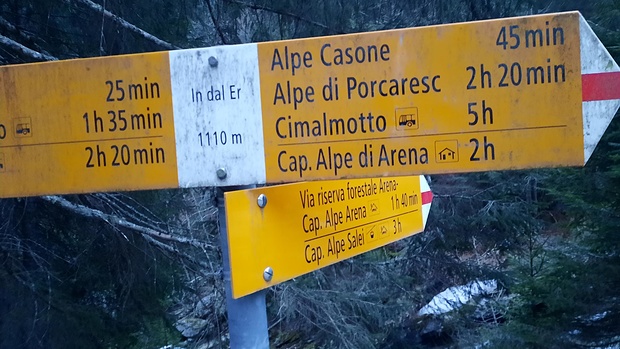 25 min
1h 35 min
2h 20 min
In dal Er
1110 m
Alpe Casone 45 min
Alpe di Porcaresc 2h 20 min
Cimalmotto 5h
Cap. Alpe di Arena 2h
Via riserva forestale Arena-
Cap. Alpe Arena 1h 40 min
Cap. Alpe Salei 3h